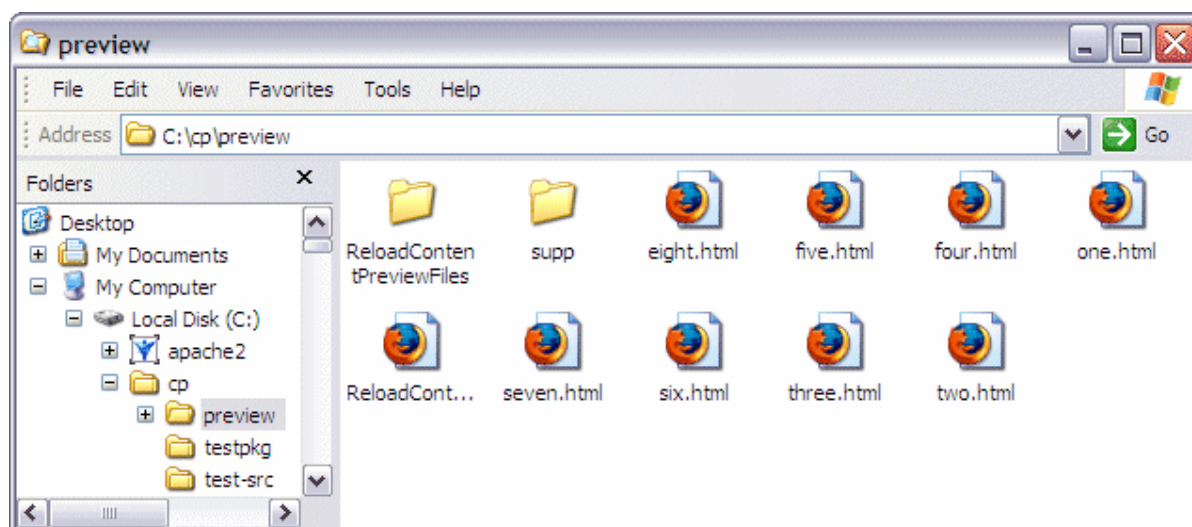 preview
File Edit View Favorites Tools Help
Address C:\cp\preview Go
Folders
Desktop
My Documents
My Computer
Local Disk (C:)
apache2
cp
preview
testpkg
test-src
ReloadConten
tPreviewFiles
supp
eight.html
five.html
four.html
one.html
ReloadCont...
seven.html
six.html
three.html
two.html